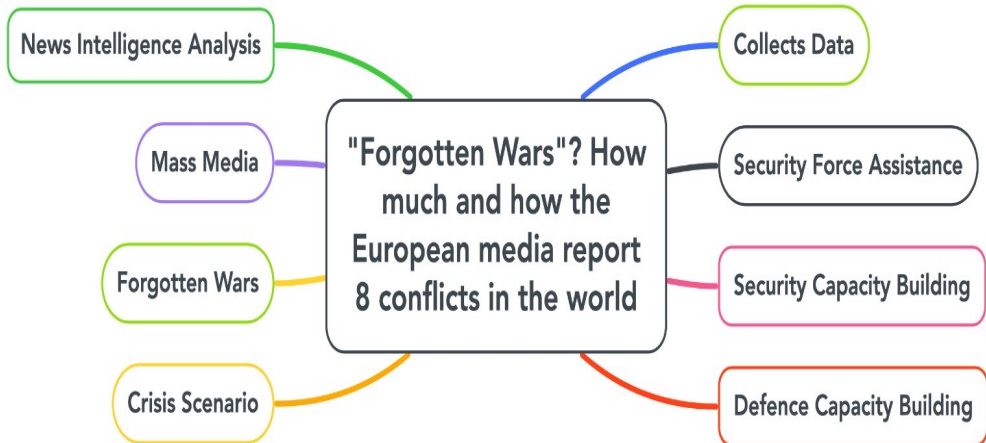 News Intelligence Analysis
Mass Media
Forgotten Wars
Crisis Scenario
"Forgotten Wars"? How
much and how the
European media report
8 conflicts in the world
Collects Data
Security Force Assistance
Security Capacity Building
Defence Capacity Building